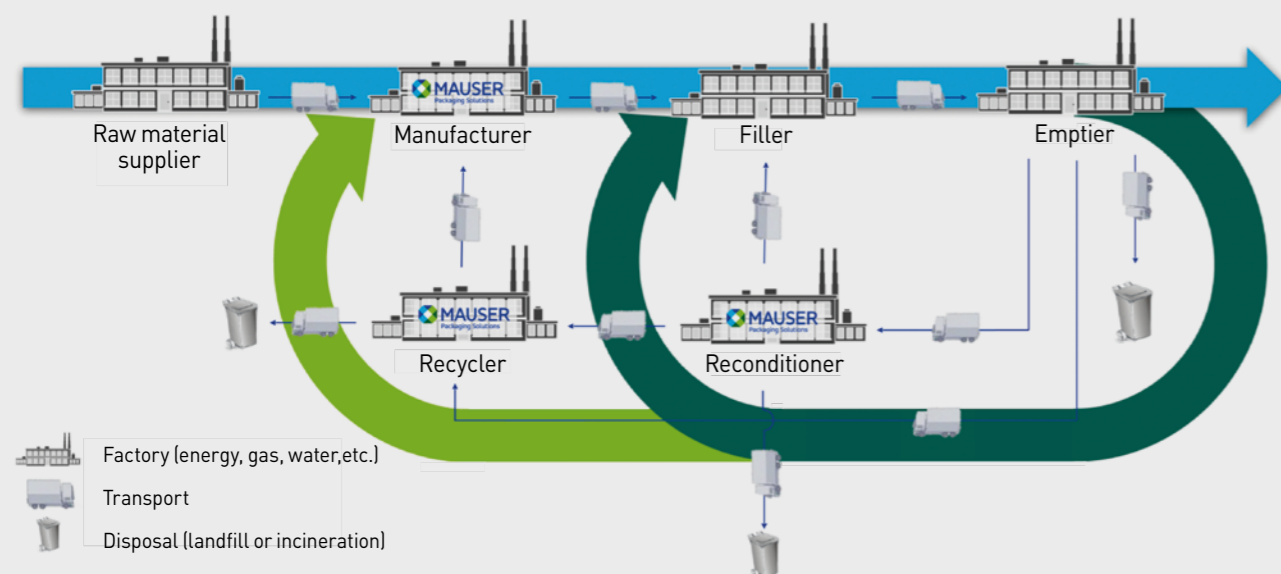 MAUSER
Packaging Solutions
Raw material
supplier
Manufacturer
Filler
Emptier
MAUSER
Packaging Solutions
MAUSER
Packaging Solutions
Recycler
Reconditioner
Factory (energy, gas, water,etc.)
Transport
Disposal (landfill or incineration)